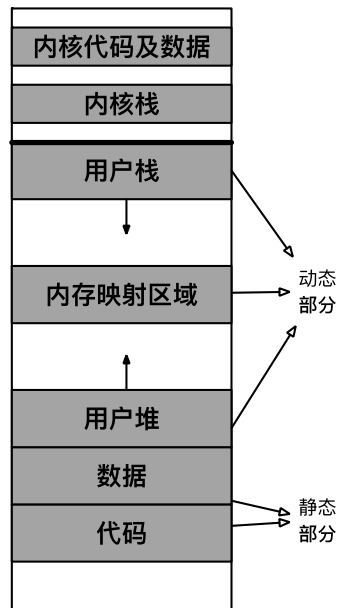 内核代码及数据
内核栈
用户栈
内存映射区域
动态
部分
用户堆
数据
代码
静态
部分